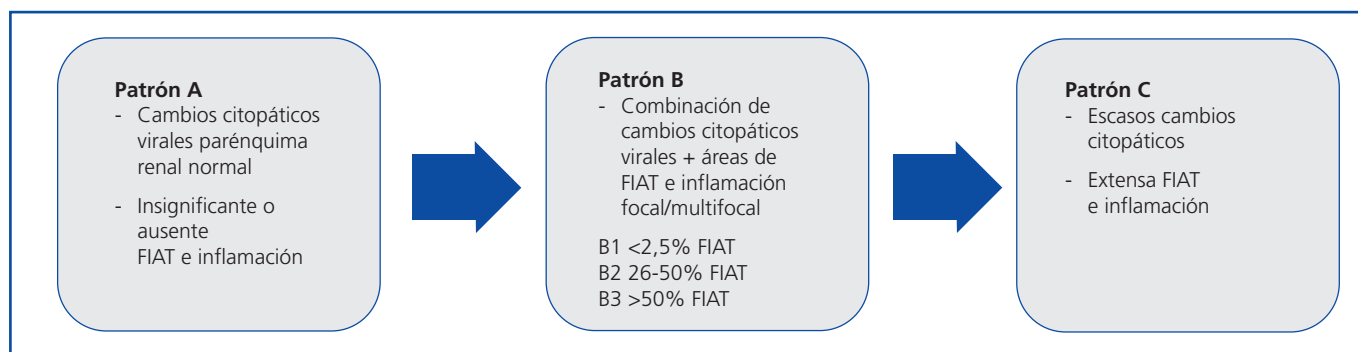 Patrón A
- Cambios citopáticos
virales parénquima
renal normal
- Insignificante o
ausente
FIAT e inflamación
Patrón B
- Combinación de
cambios citopáticos
virales + áreas de
FIAT e inflamación
focal/multifocal
B1 <2,5% FIAT
B2 26-50% FIAT
B3 >50% FIAT
Patrón C
- Escasos cambios
citopáticos
- Extensa FIAT
e inflamación